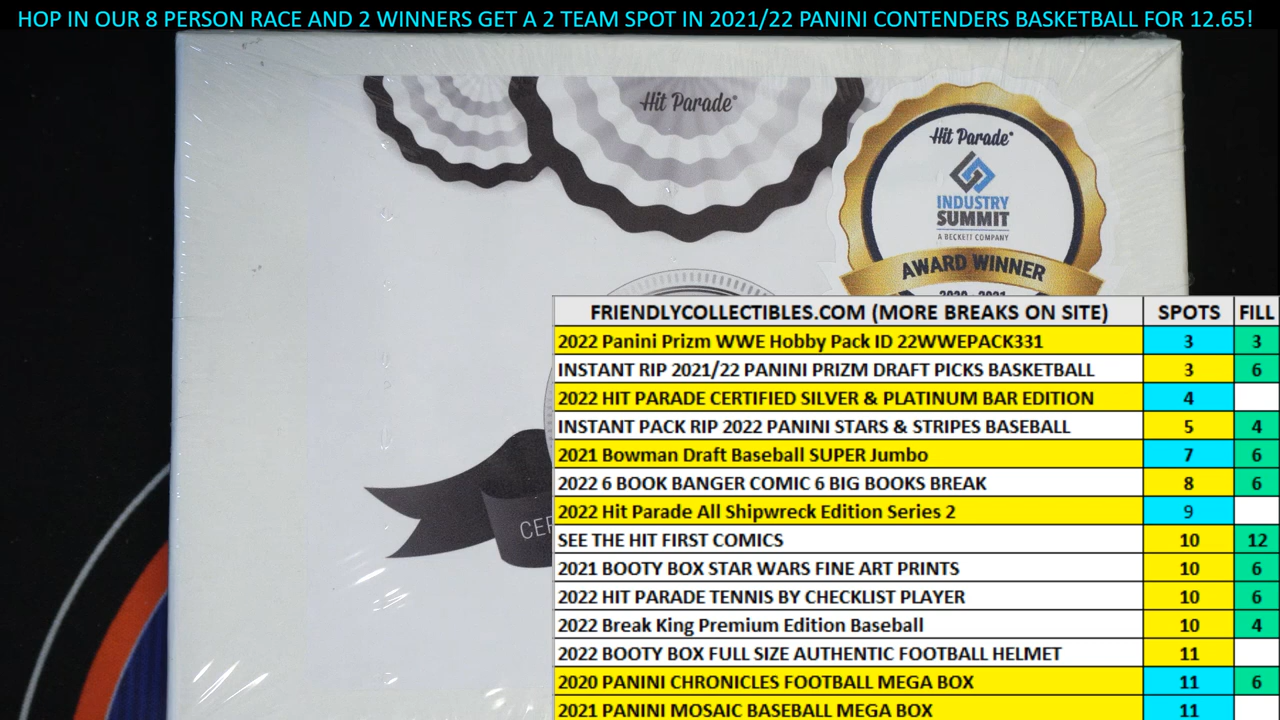 HOP IN OUR 8 PERSON RACE AND 2 WINNERS GET A 2 TEAM SPOT IN 2021/22 PANINI CONTENDERS BASKETBALL FOR 12.65!
Hit Parade®
Hit Parade®
INDUSTRY
SUMMIT
A BECKETT COMPANY
AWARD WINNER
2020 - 2021
FRIENDLYCOLLECTIBLES.COM (MORE BREAKS ON SITE) SPOTS FILL
2022 Panini Prizm WWE Hobby Pack ID 22WWEPACK331 3 3
INSTANT RIP 2021/22 PANINI PRIZM DRAFT PICKS BASKETBALL 3 6
2022 HIT PARADE CERTIFIED SILVER & PLATINUM BAR EDITION 4
INSTANT PACK RIP 2022 PANINI STARS & STRIPES BASEBALL 5 4
2021 Bowman Draft Baseball SUPER Jumbo 7 6
2022 6 BOOK BANGER COMIC 6 BIG BOOKS BREAK 8 6
2022 Hit Parade All Shipwreck Edition Series 2 9
SEE THE HIT FIRST COMICS 10 12
2021 BOOTY BOX STAR WARS FINE ART PRINTS 10 6
2022 HIT PARADE TENNIS BY CHECKLIST PLAYER 10 6
2022 Break King Premium Edition Baseball 10 4
2022 BOOTY BOX FULL SIZE AUTHENTIC FOOTBALL HELMET 11
2020 PANINI CHRONICLES FOOTBALL MEGA BOX 11 6
2021 PANINI MOSAIC BASEBALL MEGA BOX 11